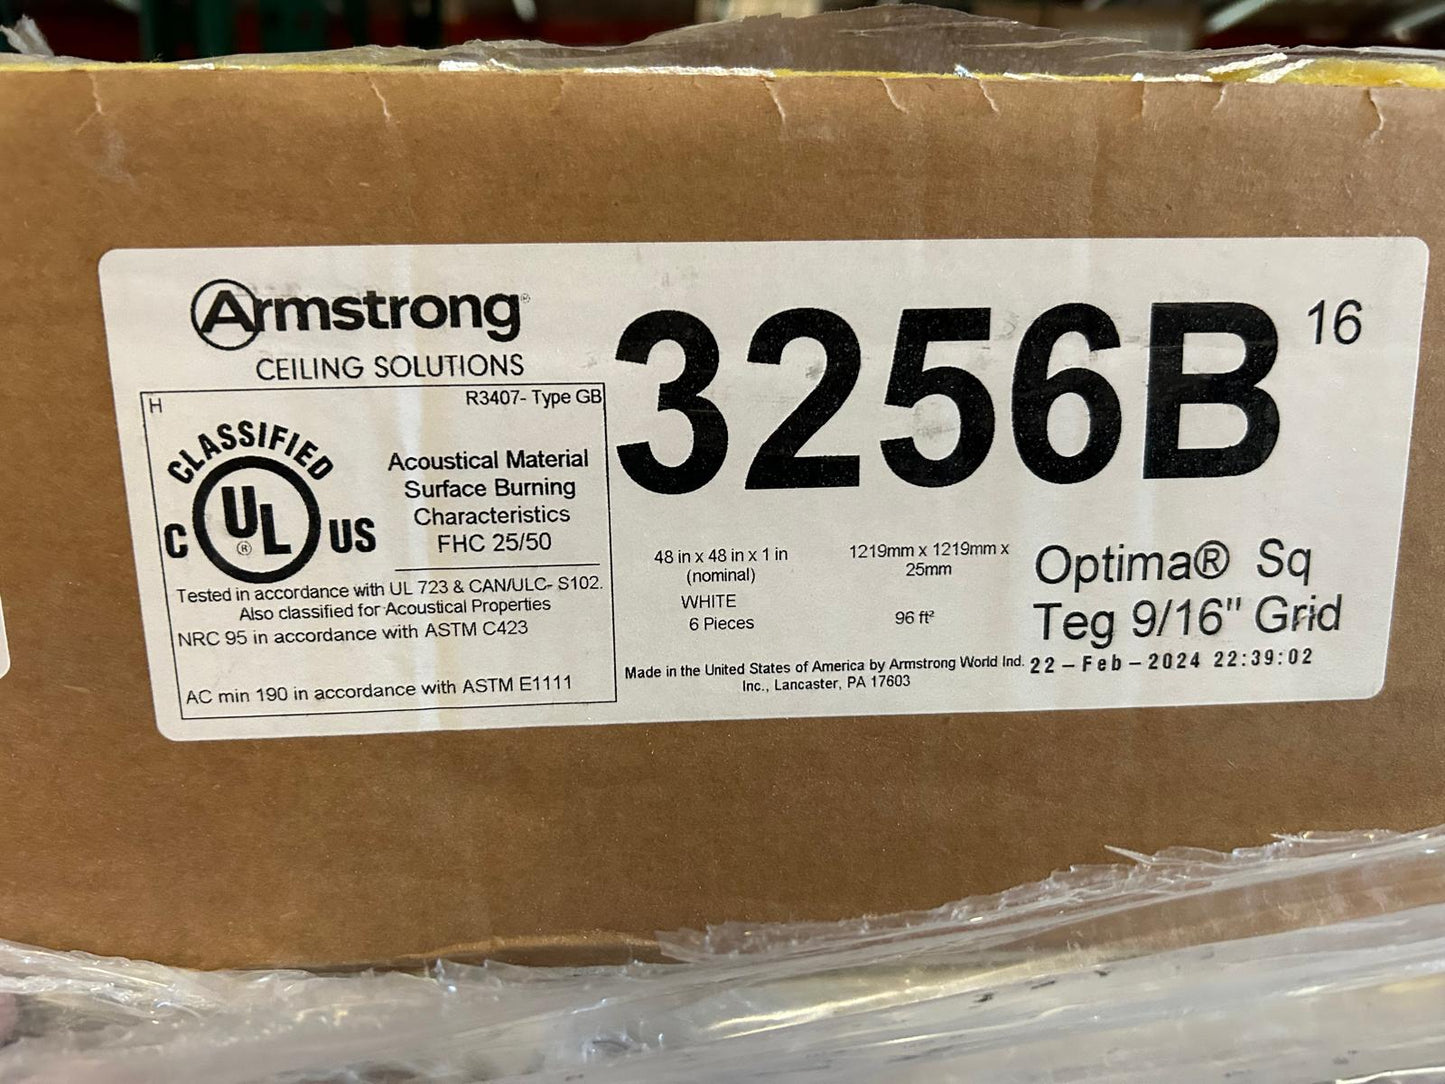 Armstrong®
CEILING SOLUTIONS
H
R3407- Type GB
CLASSIFIED
C UL® US
Acoustical Material
Surface Burning
Characteristics
FHC 25/50
Tested in accordance with UL 723 & CAN/ULC- S102.
Also classified for Acoustical Properties
NRC 95 in accordance with ASTM C423
AC min 190 in accordance with ASTM E1111
3256B 16
48 in x 48 in x 1 in
(nominal)
WHITE
6 Pieces
1219mm x 1219mm x
25mm
96 ft²
Optima® Sq
Teg 9/16" Grid
Made in the United States of America by Armstrong World Ind.
Inc., Lancaster, PA 17603
22-Feb-2024 22:39:02